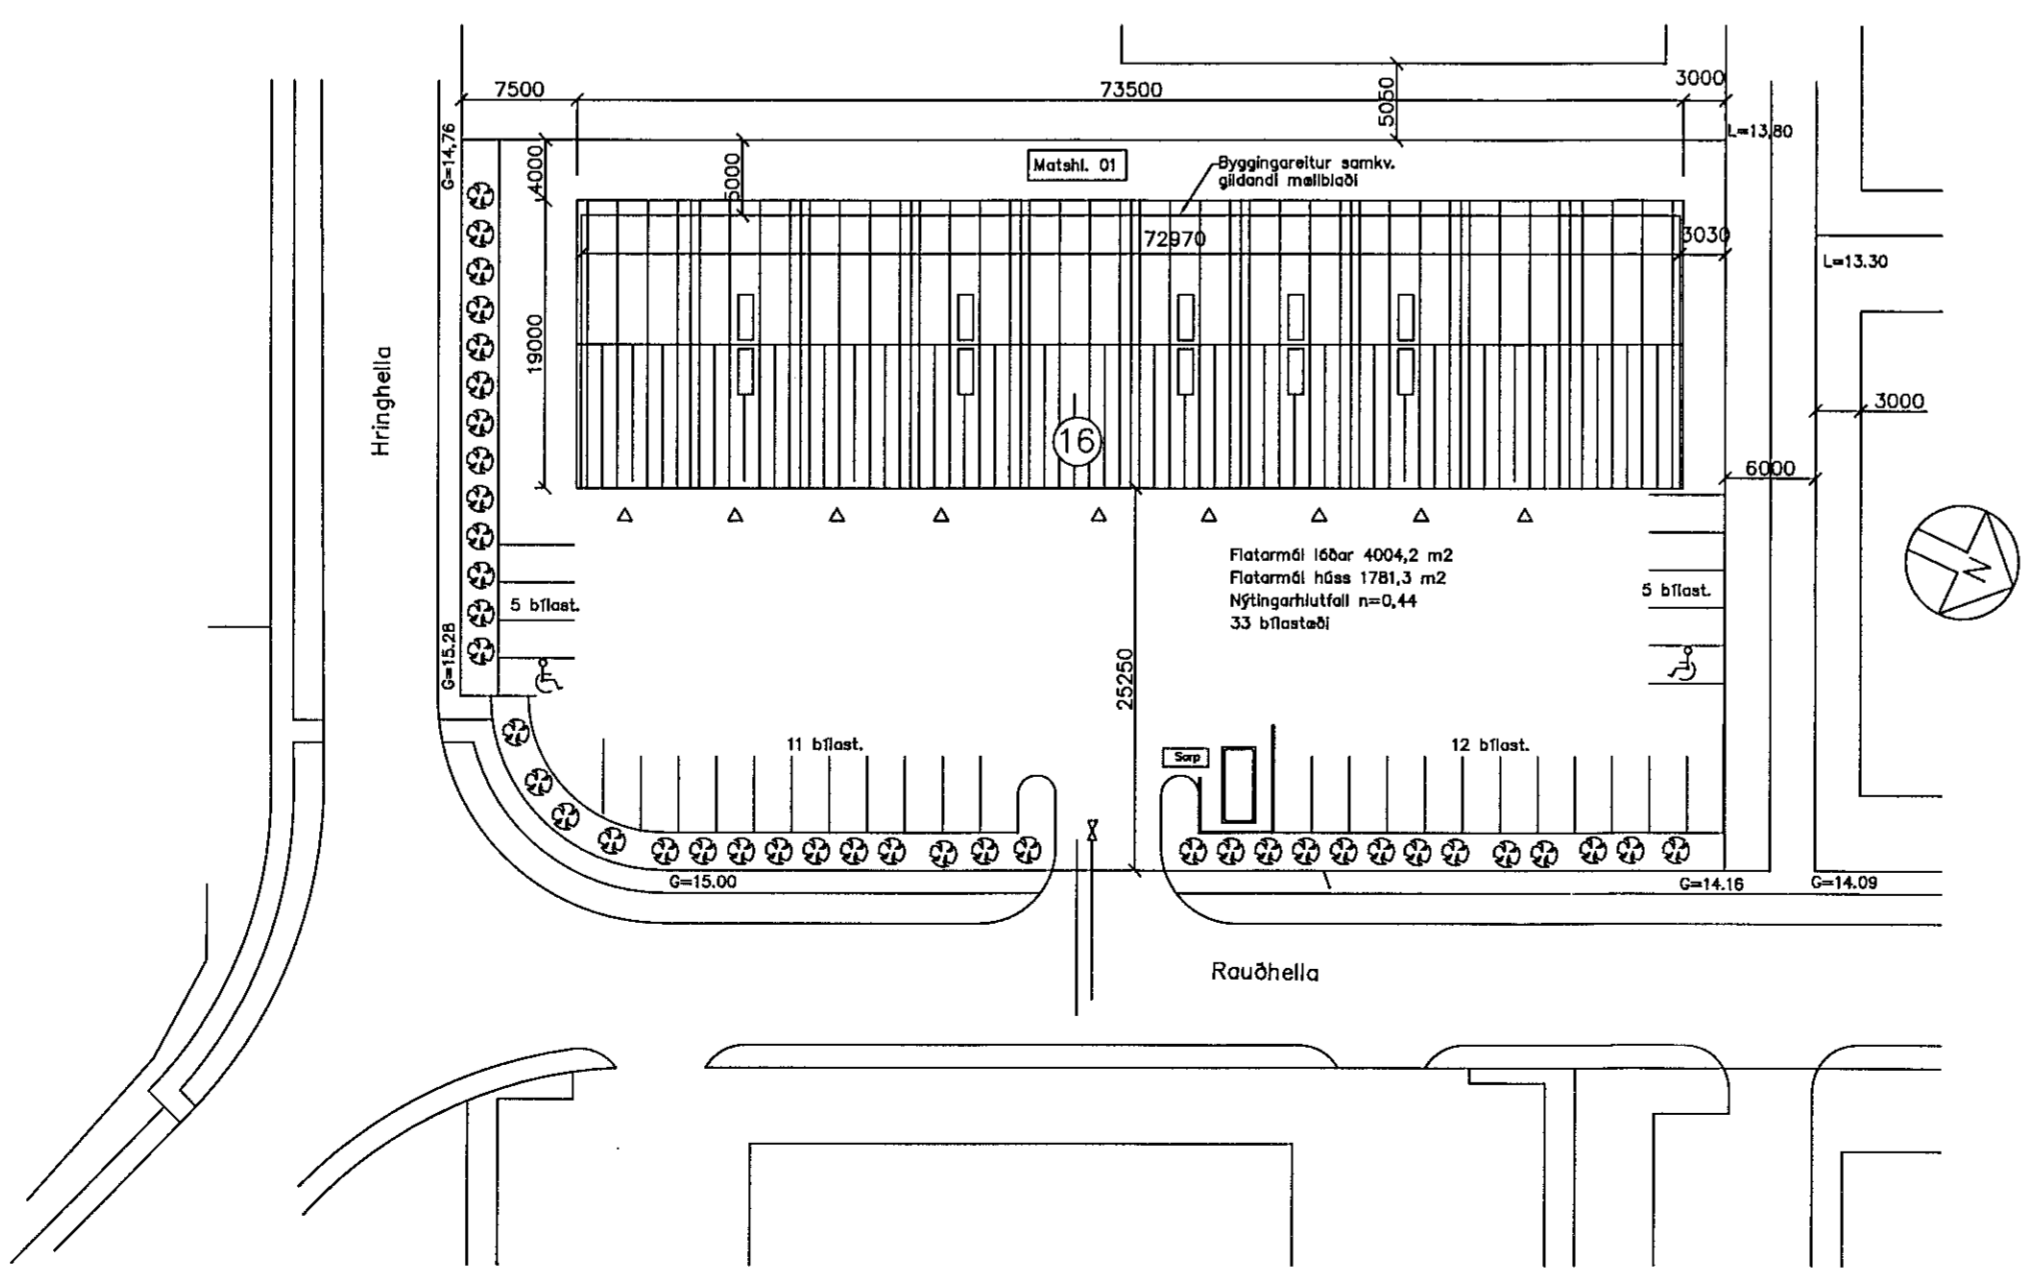 7500
73500
3000
5050
G=14,76
4000
5000
Matshl. 01
Byggingareitur samkv.
gildandi mæliblaði
L=13,80
72970
3030
L=13.30
Hringhella
19000
16
3000
6000
Flatarmál lóðar 4004,2 m2
Flatarmál húss 1781,3 m2
Nýtingarhlutfall n=0,44
33 bílastæði
5 bílast.
5 bílast.
G=15.28
25250
N
11 bílast.
Sorp
12 bílast.
G=15.00
G=14.16
G=14.09
Rauðhella